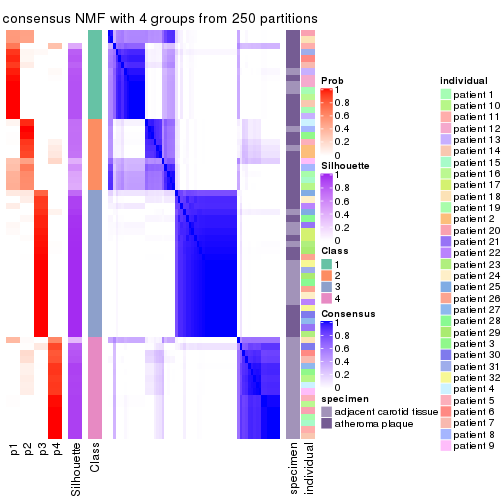 consensus NMF with 4 groups from 250 partitions
Prob
1
0.8
0.6
0.4
0.2
0
Silhouette
1
0.8
0.6
0.4
0.2
0
Class
1
2
3
4
Consensus
1
0.8
0.6
0.4
0.2
0
specimen
adjacent carotid tissue
atheroma plaque
individual
patient 1
patient 10
patient 11
patient 12
patient 13
patient 14
patient 15
patient 16
patient 17
patient 18
patient 19
patient 2
patient 20
patient 21
patient 22
patient 23
patient 24
patient 25
patient 26
patient 27
patient 28
patient 29
patient 3
patient 30
patient 31
patient 32
patient 4
patient 5
patient 6
patient 7
patient 8
patient 9
p1
p2
p3
p4
Silhouette
Class
specimen
individual